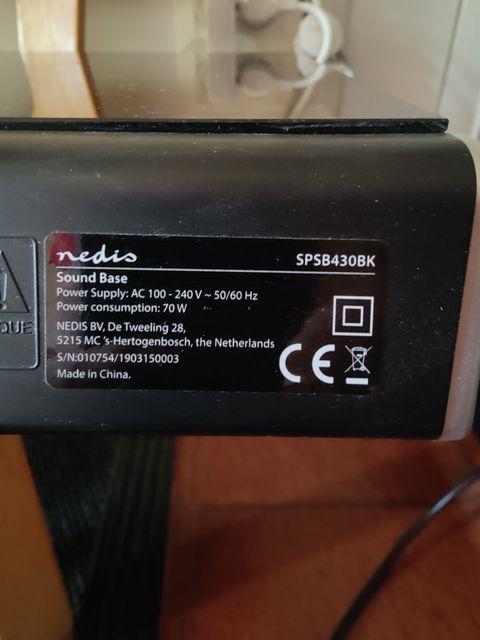 nedis
SPSB430BK
Sound Base
Power Supply: AC 100 - 240 V ~ 50/60 Hz
Power consumption: 70 W
NEDIS BV, De Tweeling 28,
5215 MC 's-Hertogenbosch, the Netherlands
S/N:010754/1903150003
Made in China.
CE